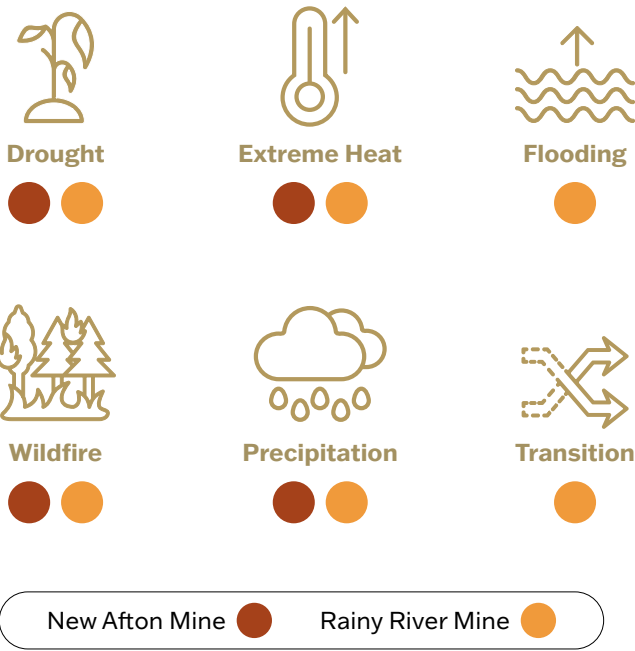 Drought
Extreme Heat
Flooding
Wildfire
Precipitation
Transition
New Afton Mine
Rainy River Mine